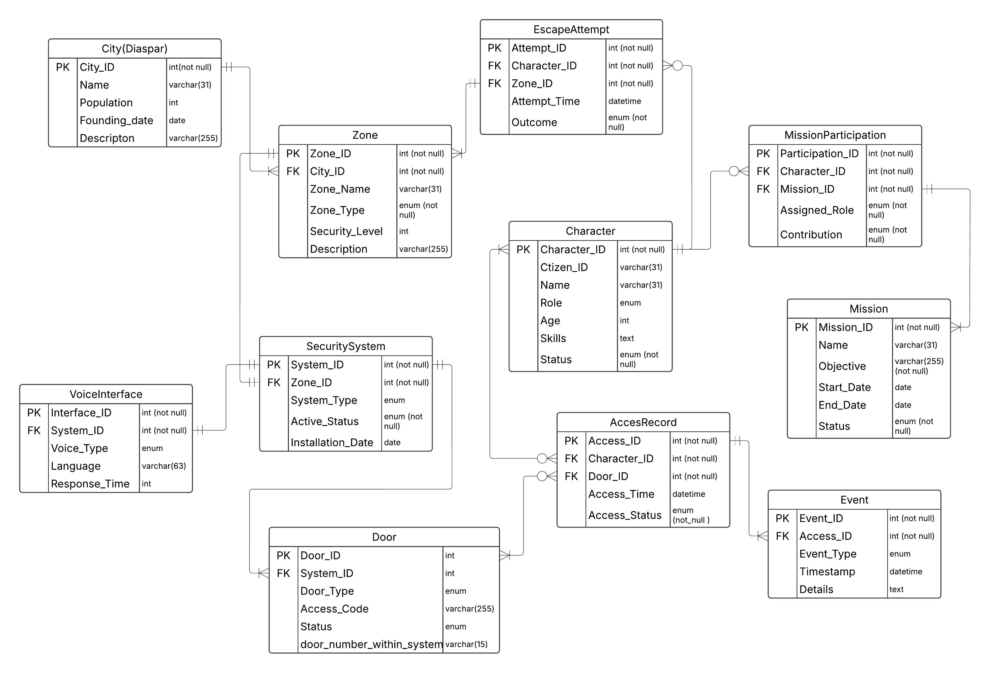 City(Diaspar)
PK City_ID int(not null)
Name varchar(31)
Population int
Founding_date date
Descripton varchar(255)
EscapeAttempt
PK Attempt_ID int (not null)
FK Character_ID int (not null)
FK Zone_ID int (not null)
Attempt_Time datetime
Outcome enum (not
null)
Zone
PK Zone_ID int (not null)
FK City_ID int (not null)
Zone_Name varchar(31)
Zone_Type enum (not
null)
Security_Level int
Description varchar(255)
MissionParticipation
PK Participation_ID int (not null)
FK Character_ID int (not null)
FK Mission_ID int (not null)
Assigned_Role enum (not
null)
Contribution enum (not
null)
Character
PK Character_ID int (not null)
Ctizen_ID varchar(31)
Name varchar(31)
Role enum
Age int
Skills text
Status enum (not
null)
Mission
PK Mission_ID int (not null)
Name varchar(31)
Objective varchar(255)
(not null)
Start_Date date
End_Date date
Status enum (not
null)
SecuritySystem
PK System_ID int (not null)
FK Zone_ID int (not null)
System_Type enum
Active_Status enum (not
null)
Installation_Date date
VoiceInterface
PK Interface_ID int (not null)
FK System_ID int (not null)
Voice_Type enum
Language varchar(63)
Response_Time int
AccesRecord
PK Access_ID int (not null)
FK Character_ID int (not null)
FK Door_ID int (not null)
Access_Time datetime
Access_Status enum
(not_null )
Event
PK Event_ID int (not null)
FK Access_ID int (not null)
Event_Type enum
Timestamp datetime
Details text
Door
PK Door_ID int
FK System_ID int
Door_Type enum
Access_Code varchar(255)
Status enum
door_number_within_system varchar(15)